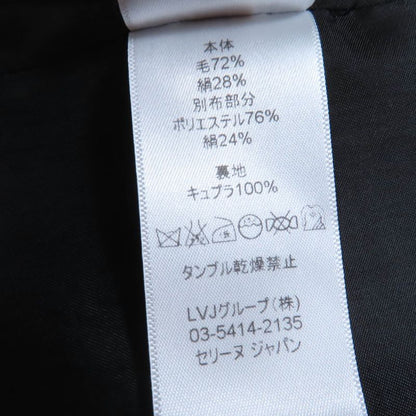 本体
毛72%
絹28%
別布部分
ポリエステル76%
絹24%
裏地
キュプラ100%
タンブル乾燥禁止
LVJグループ(株)
03-5414-2135
セリーヌ ジャパン